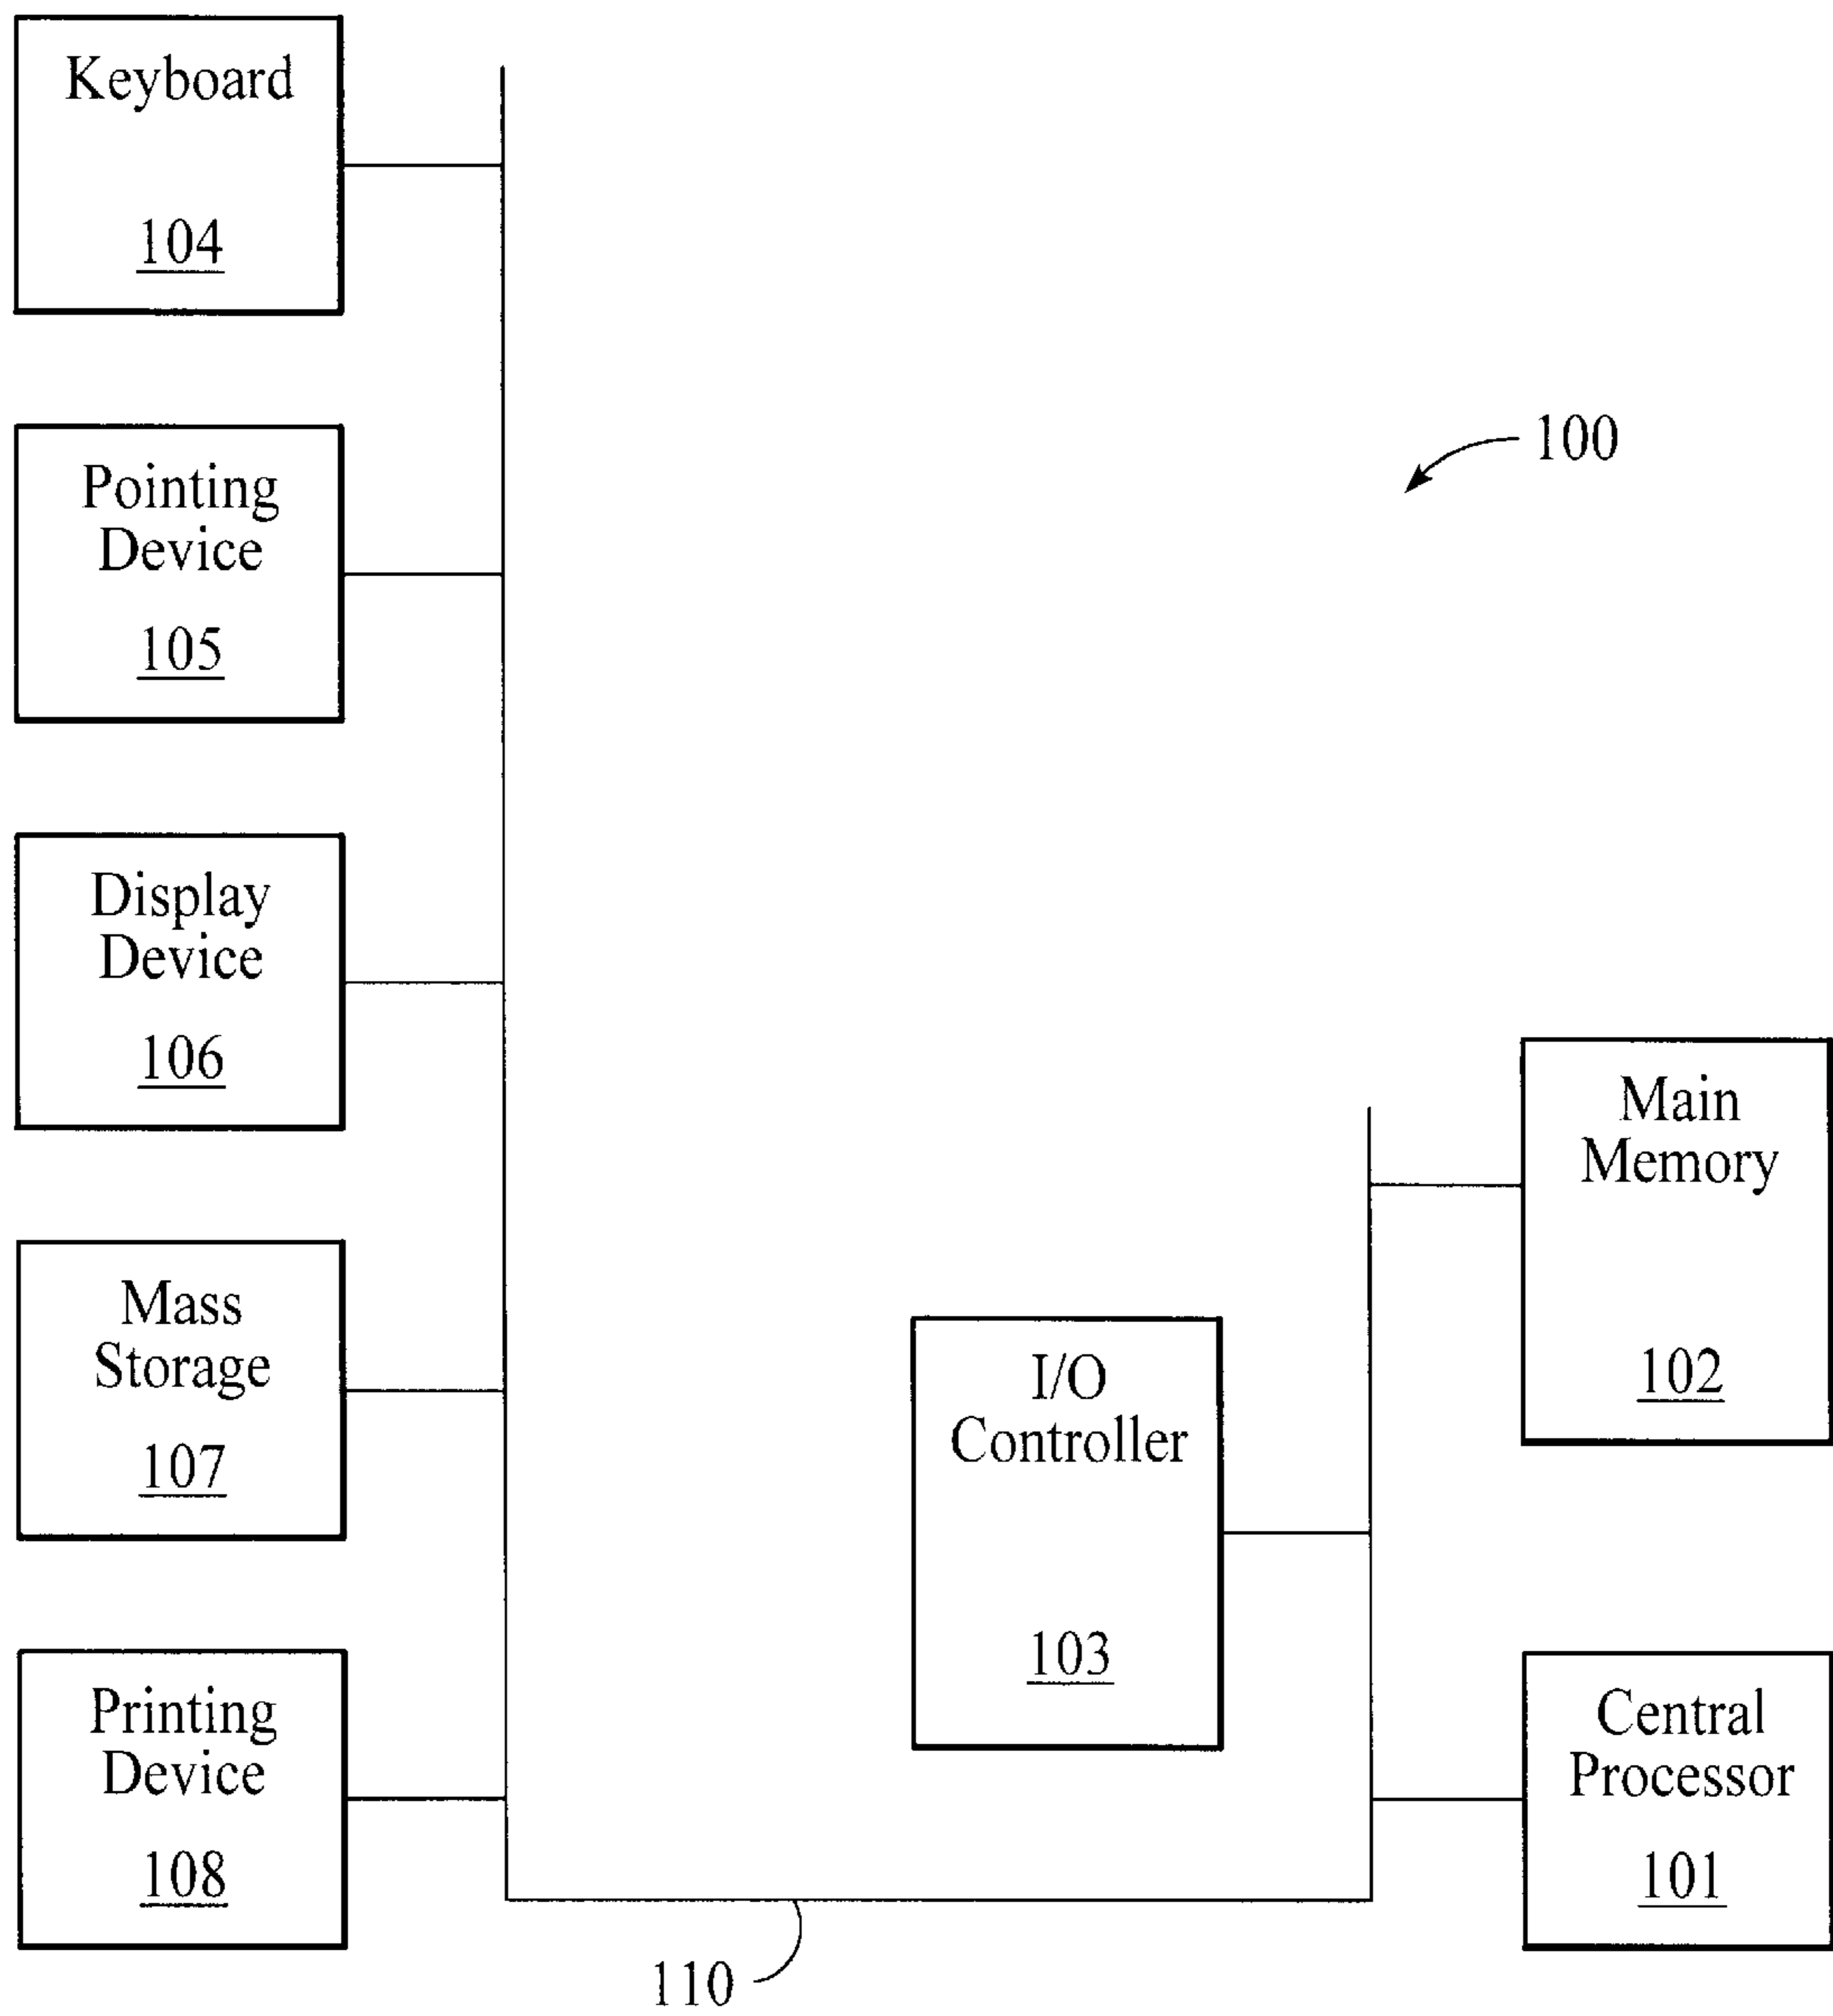 Keyboard
104
Pointing
Device
105
Display
Device
106
Mass
Storage
107
Printing
Device
108
100
I/O
Controller
103
Main
Memory
102
Central
Processor
101
110